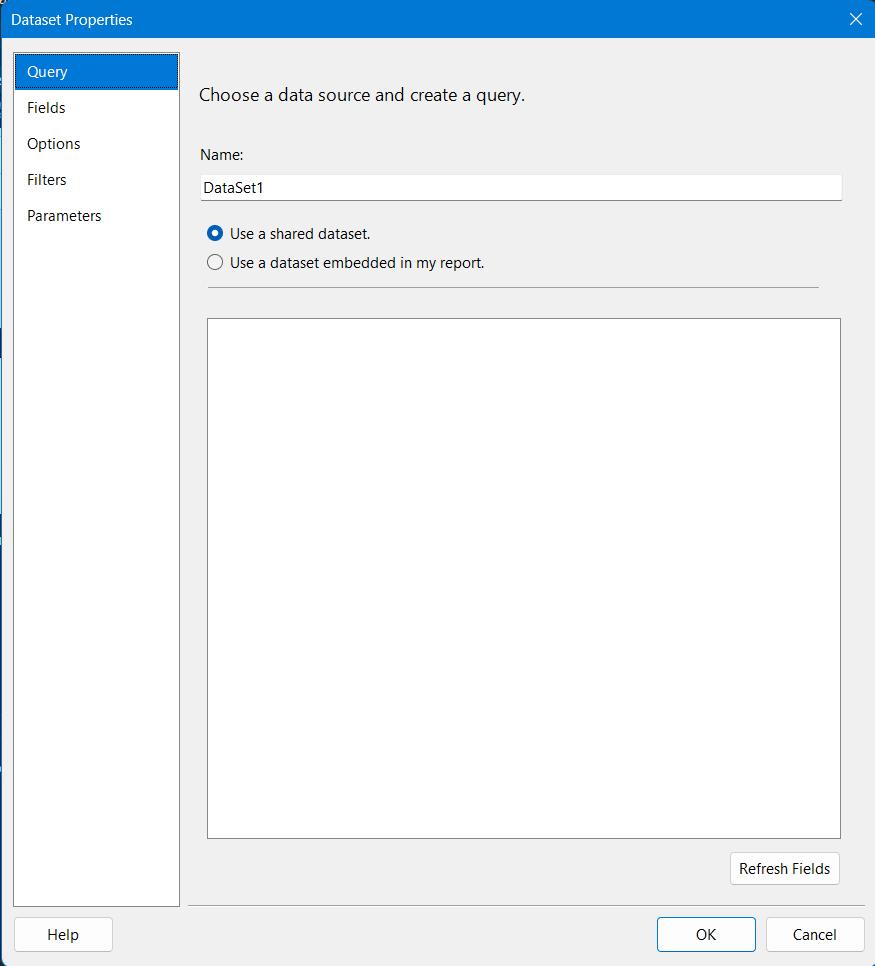 Dataset Properties
Query
Fields
Options
Filters
Parameters
Choose a data source and create a query.
Name:
DataSet1
Use a shared dataset.
Use a dataset embedded in my report.
Refresh Fields
Help
OK
Cancel